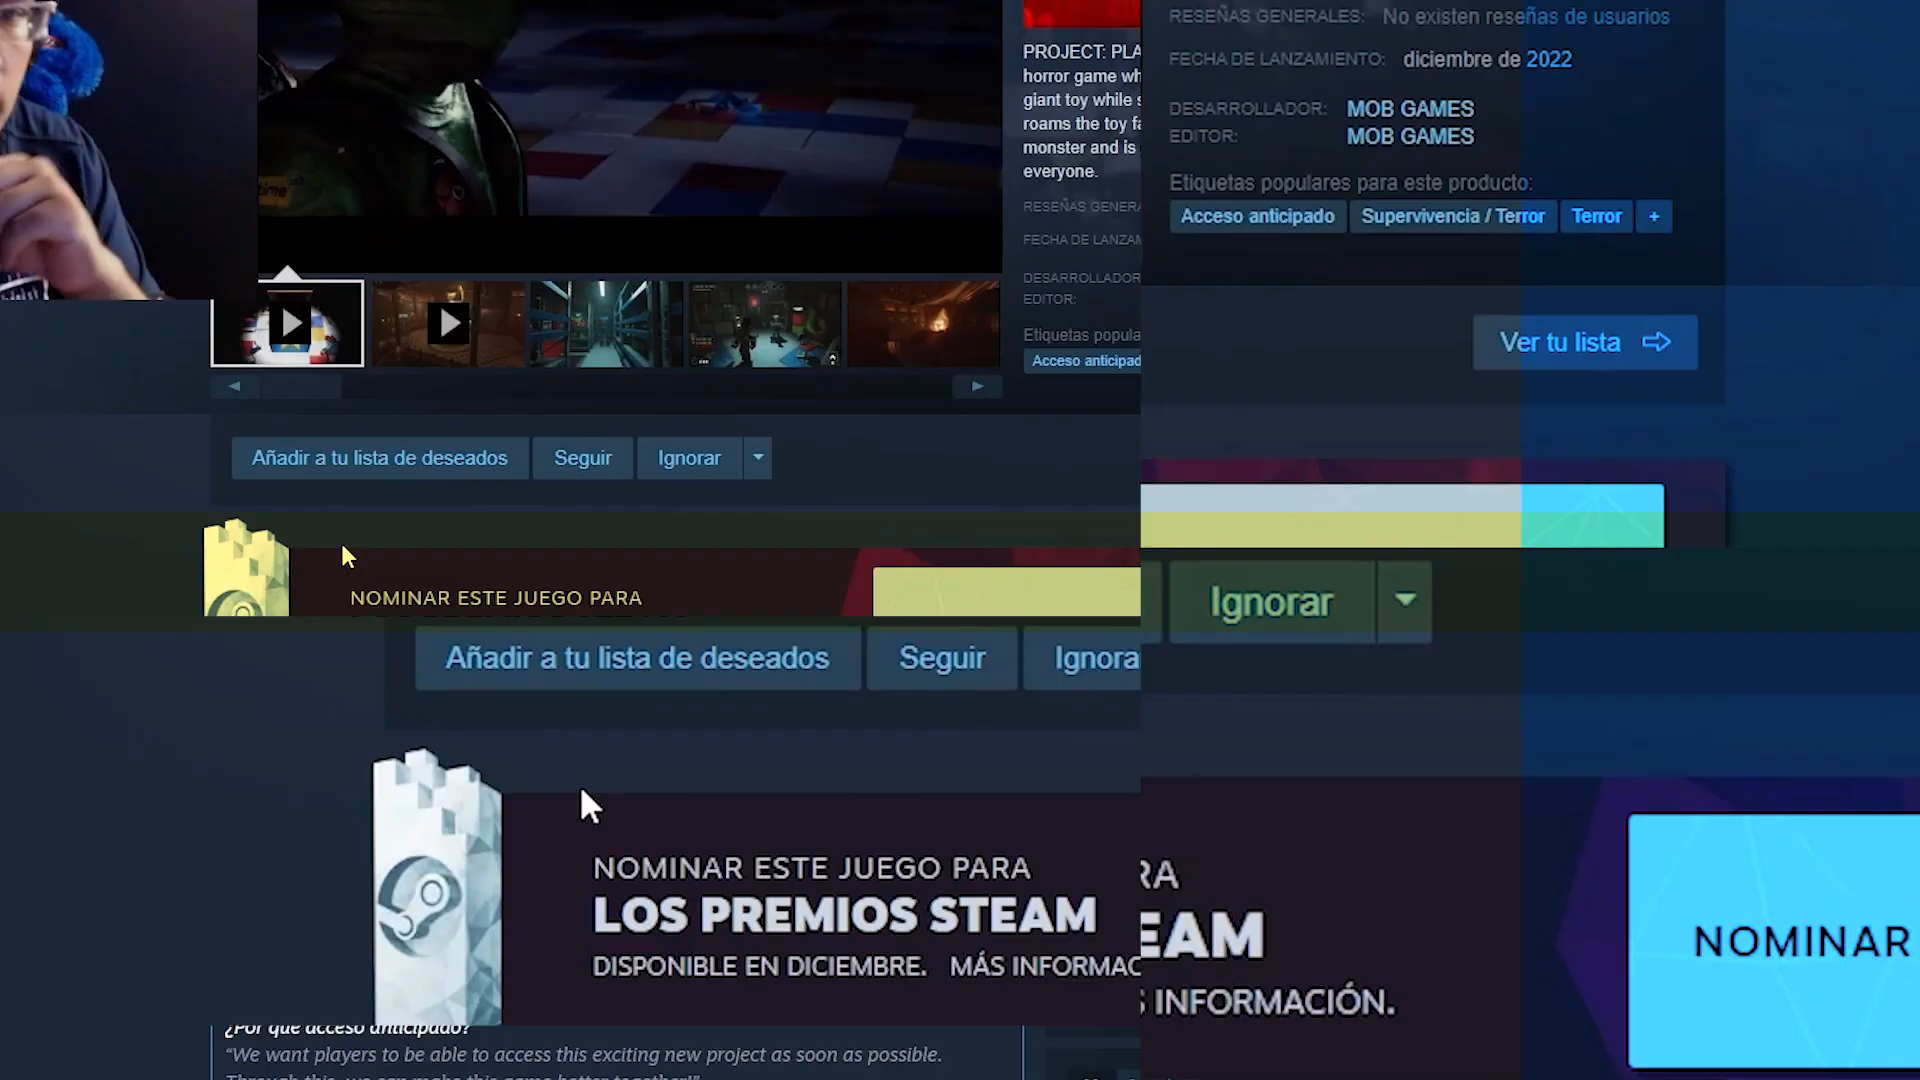 RESEÑAS GENERALES: No existen reseñas de usuarios
FECHA DE LANZAMIENTO: diciembre de 2022
DESARROLLADOR: MOB GAMES
EDITOR: MOB GAMES
Etiquetas populares para este producto:
Acceso anticipado Supervivencia / Terror Terror +
PROJECT: PLA
horror game wh
giant toy while s
roams the toy fa
monster and is
everyone.
RESEÑAS GENERA
FECHA DE LANZAM
DESARROLLADOR
EDITOR:
Etiquetas popula
Acceso anticipad
Ver tu lista
Añadir a tu lista de deseados Seguir Ignorar
NOMINAR ESTE JUEGO PARA
Ignorar
Añadir a tu lista de deseados Seguir Ignora
NOMINAR ESTE JUEGO PARA
LOS PREMIOS STEAM
DISPONIBLE EN DICIEMBRE. MÁS INFORMAC
RA
EAM
INFORMACIÓN.
NOMINAR
¿Por qué acceso anticipado?
“We want players to be able to access this exciting new project as soon as possible.